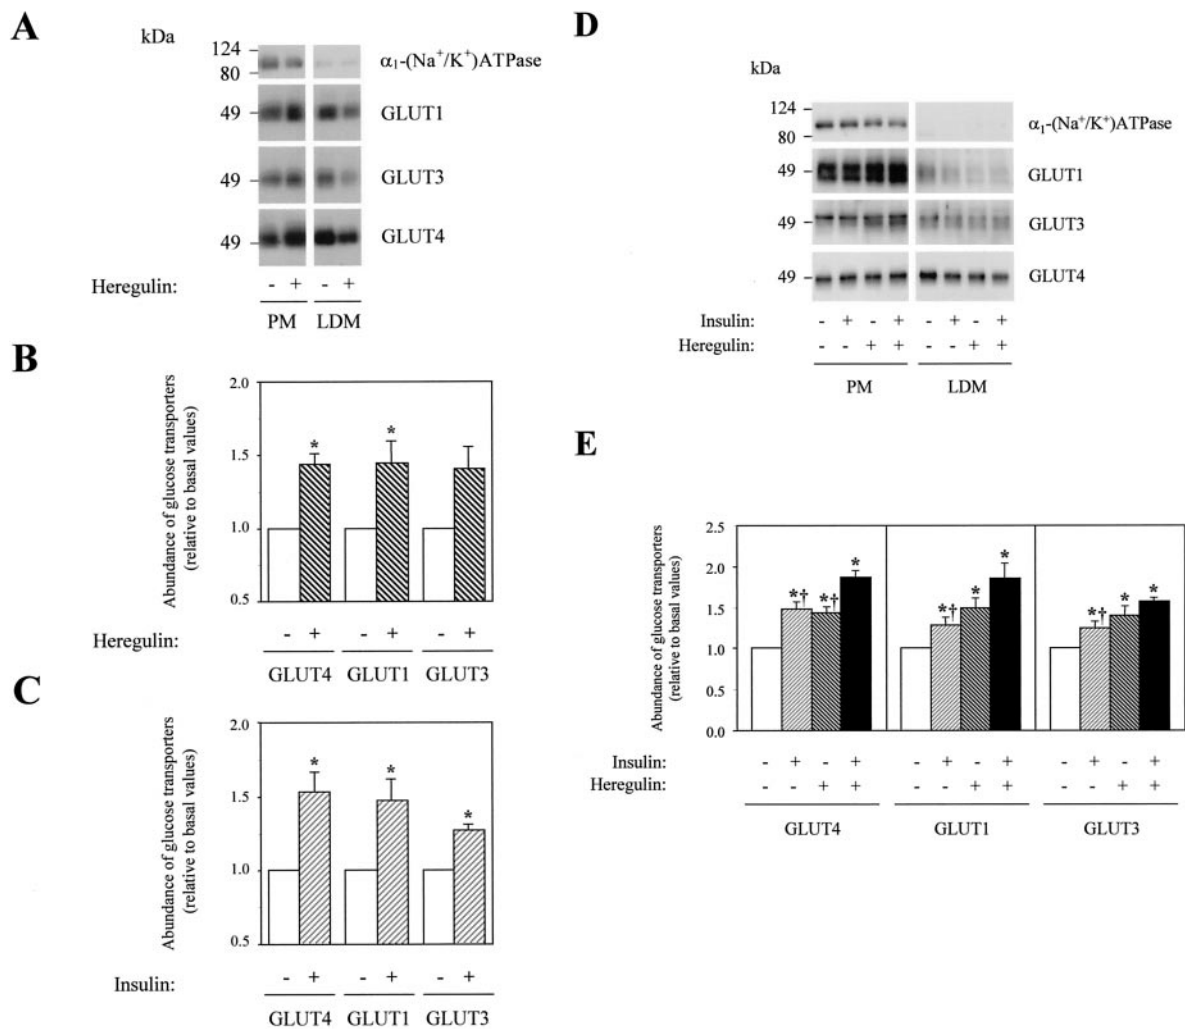 A
kDa
124
80
α₁-(Na⁺/K⁺)ATPase
49
GLUT1
49
GLUT3
49
GLUT4
Heregulin: - + - +
PM LDM
B
Abundance of glucose transporters
(relative to basal values)
2.0
1.5
1.0
0.5
* *
Heregulin: - + - + - +
GLUT4 GLUT1 GLUT3
C
Abundance of glucose transporters
(relative to basal values)
2.0
1.5
1.0
0.5
* * *
Insulin: - + - + - +
GLUT4 GLUT1 GLUT3
D
kDa
124
80
α₁-(Na⁺/K⁺)ATPase
49
GLUT1
49
GLUT3
49
GLUT4
Insulin: - + - + - + - +
Heregulin: - - + + - - + +
PM LDM
E
Abundance of glucose transporters
(relative to basal values)
2.5
2.0
1.5
1.0
0.5
0.0
*† *† * *† * * *† * *
Insulin: - + - + - + - + - + - +
Heregulin: - - + + - - + + - - + +
GLUT4 GLUT1 GLUT3